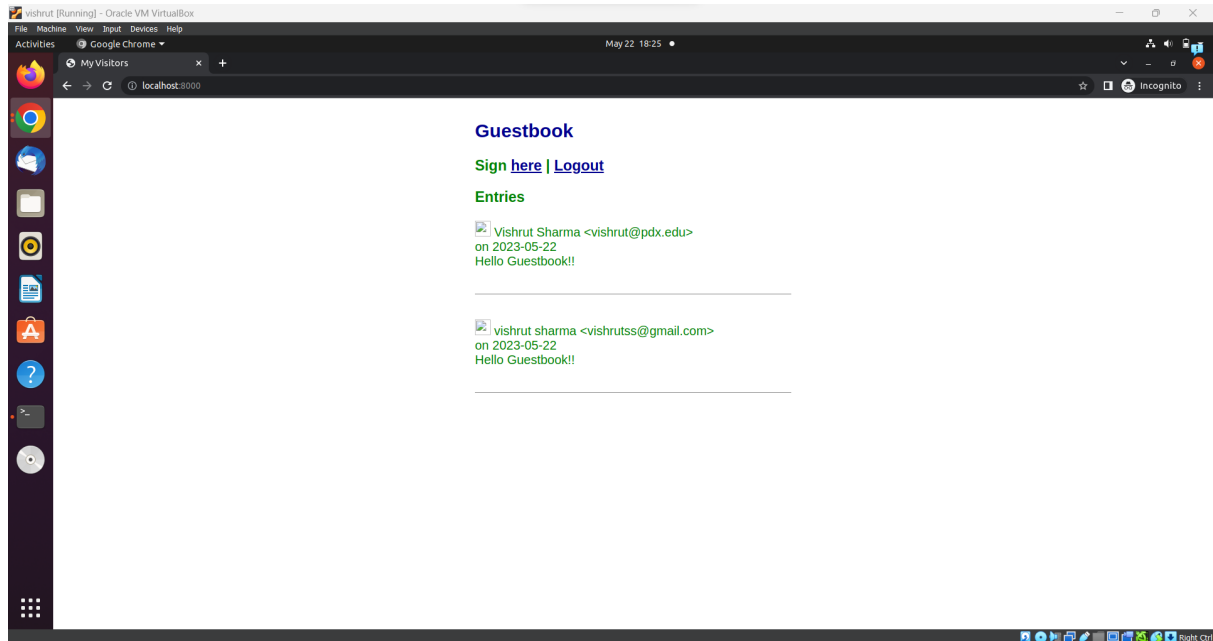 vishrut [Running] - Oracle VM VirtualBox
File Machine View Input Devices Help
Activities Google Chrome May 22 18:25
My Visitors
localhost:8000 Incognito
Guestbook
Sign here | Logout
Entries
Vishrut Sharma <vishrut@pdx.edu>
on 2023-05-22
Hello Guestbook!!
vishrut sharma <vishrutss@gmail.com>
on 2023-05-22
Hello Guestbook!!
Right Ctrl